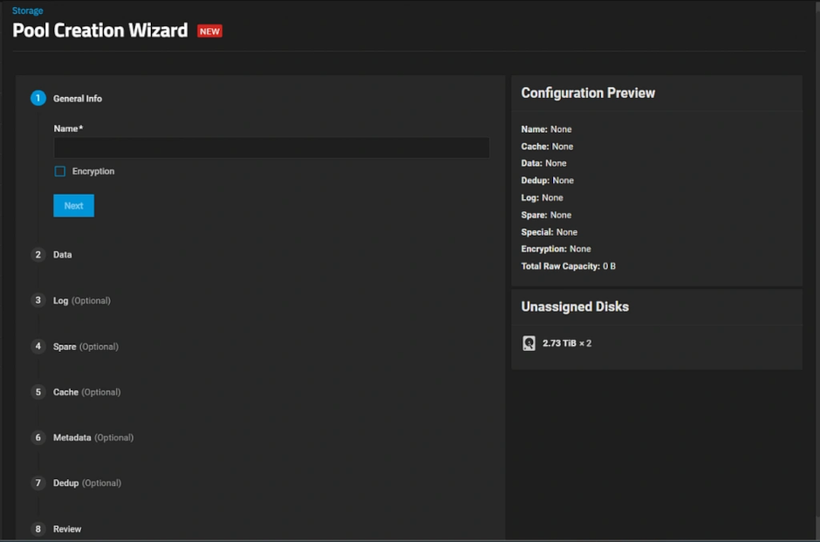 Storage
Pool Creation Wizard NEW
1 General Info
Name*
Encryption
Next
2 Data
3 Log (Optional)
4 Spare (Optional)
5 Cache (Optional)
6 Metadata (Optional)
7 Dedup (Optional)
8 Review
Configuration Preview
Name: None
Cache: None
Data: None
Dedup: None
Log: None
Spare: None
Special: None
Encryption: None
Total Raw Capacity: 0 B
Unassigned Disks
2.73 TiB × 2